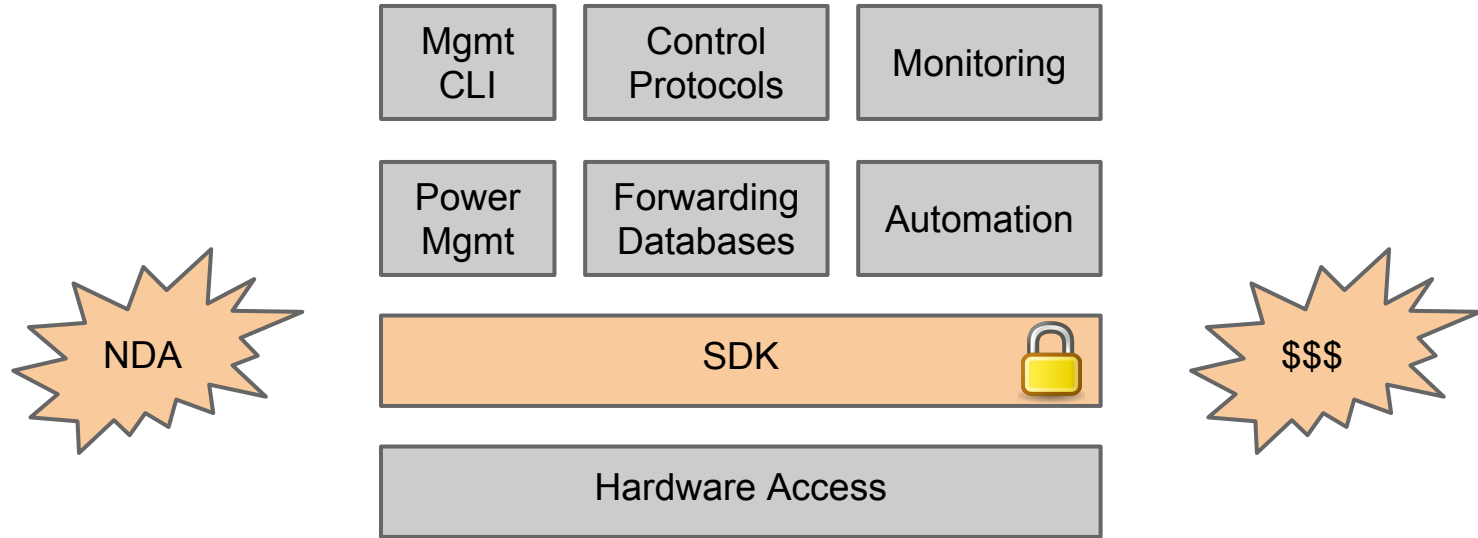 Mgmt
CLI
Control
Protocols
Monitoring
Power
Mgmt
Forwarding
Databases
Automation
NDA
SDK
$$$
Hardware Access